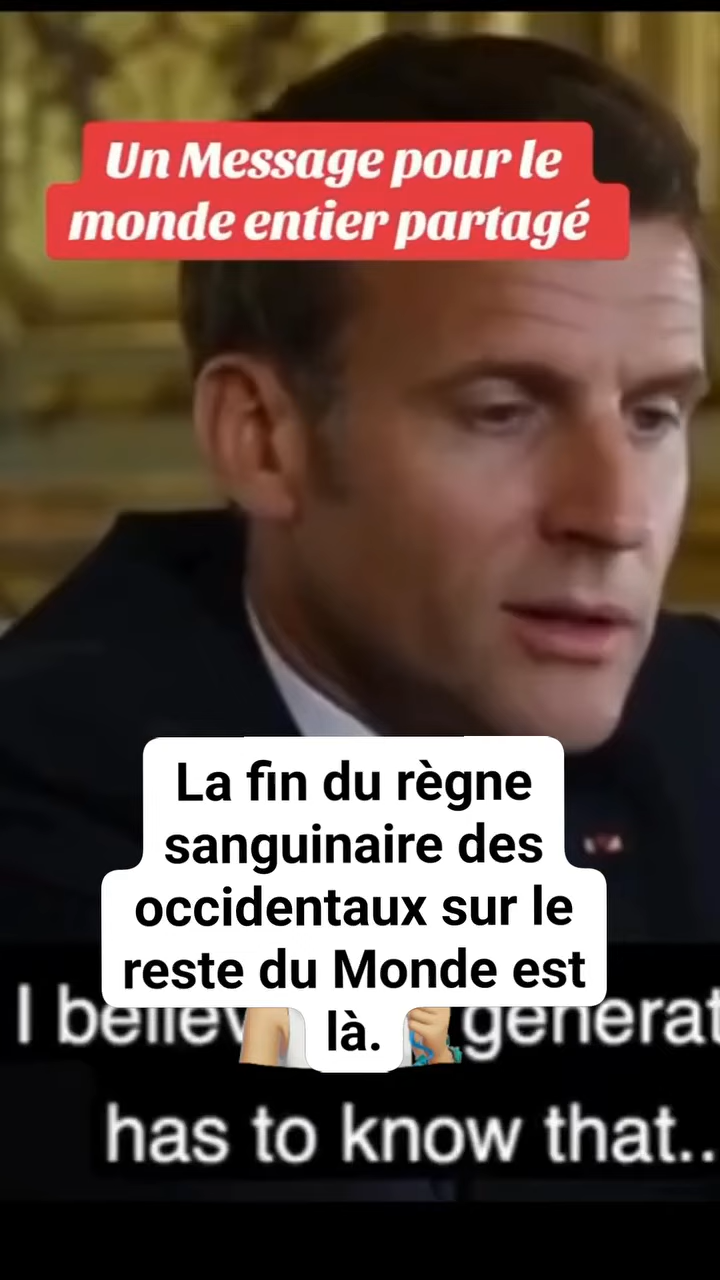 Un Message pour le
monde entier partagé
La fin du règne
sanguinaire des
occidentaux sur le
reste du Monde est
là.
I
has to know that..